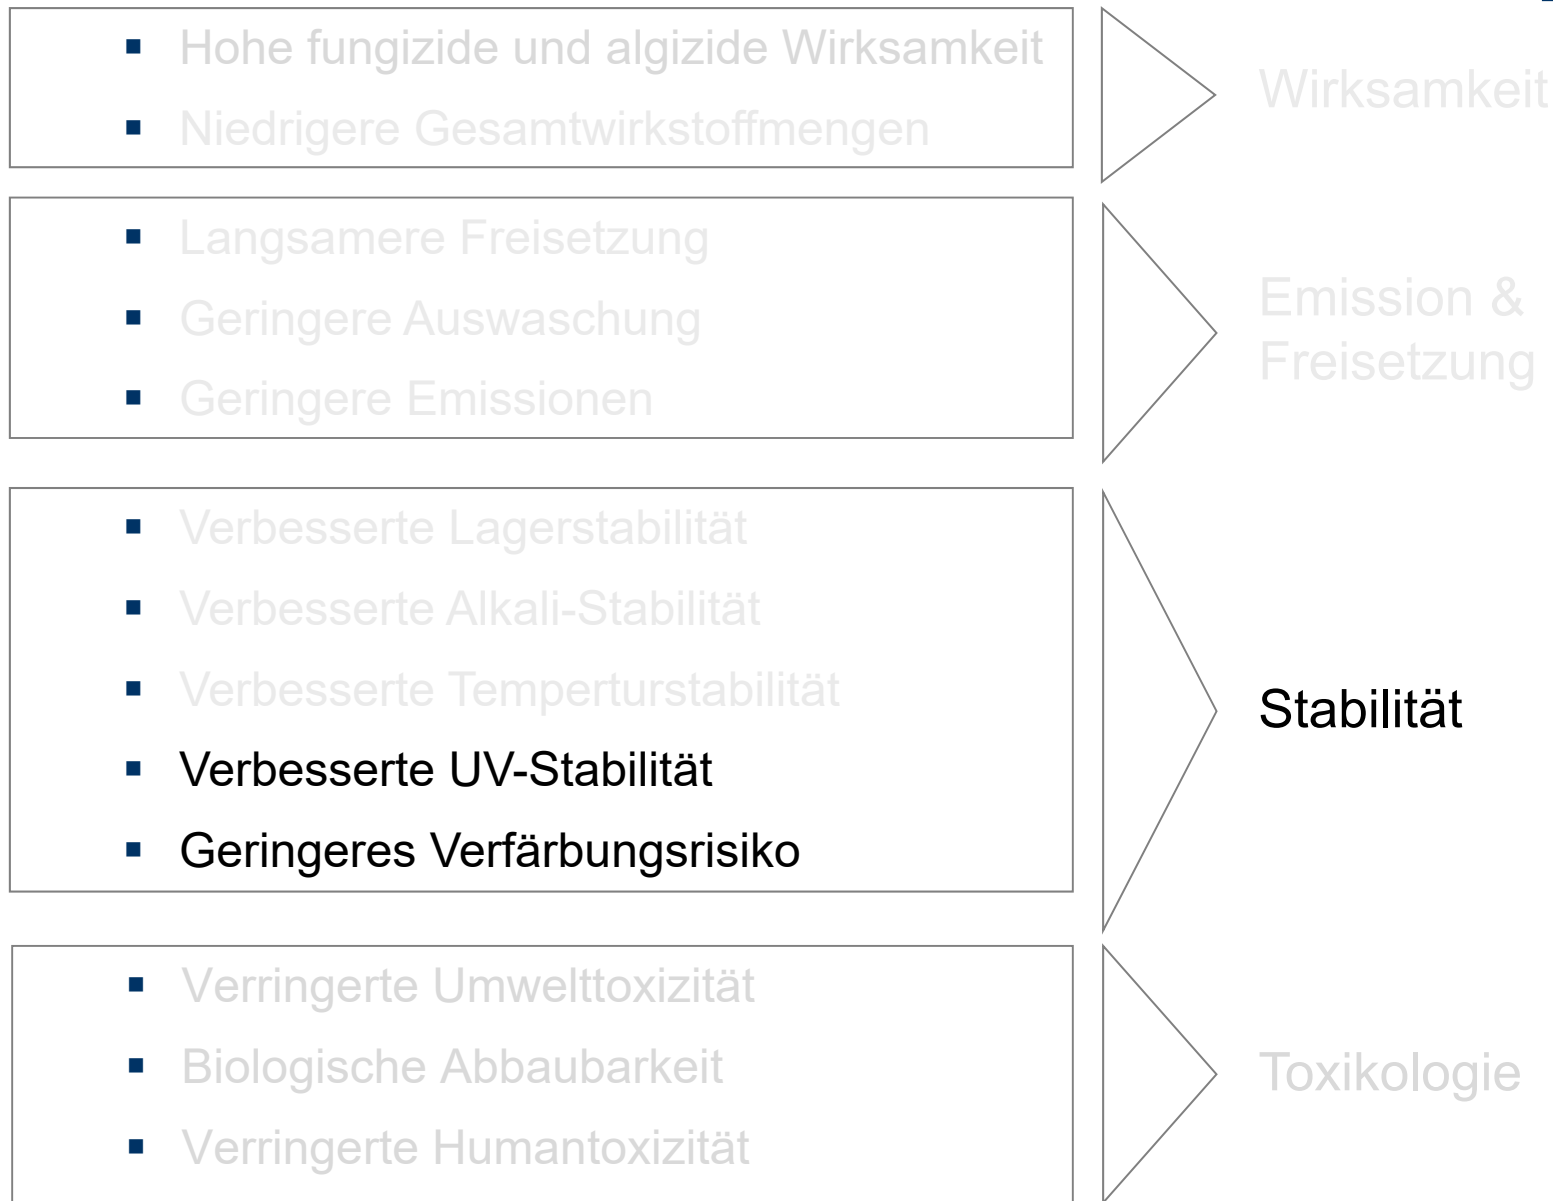 ▪ Hohe fungizide und algizide Wirksamkeit
▪ Niedrigere Gesamtwirkstoffmengen
Wirksamkeit
▪ Langsamere Freisetzung
▪ Geringere Auswaschung
▪ Geringere Emissionen
Emission &
Freisetzung
▪ Verbesserte Lagerstabilität
▪ Verbesserte Alkali-Stabilität
▪ Verbesserte Temperturstabilität
▪ Verbesserte UV-Stabilität
▪ Geringeres Verfärbungsrisiko
Stabilität
▪ Verringerte Umwelttoxizität
▪ Biologische Abbaubarkeit
▪ Verringerte Humantoxizität
Toxikologie